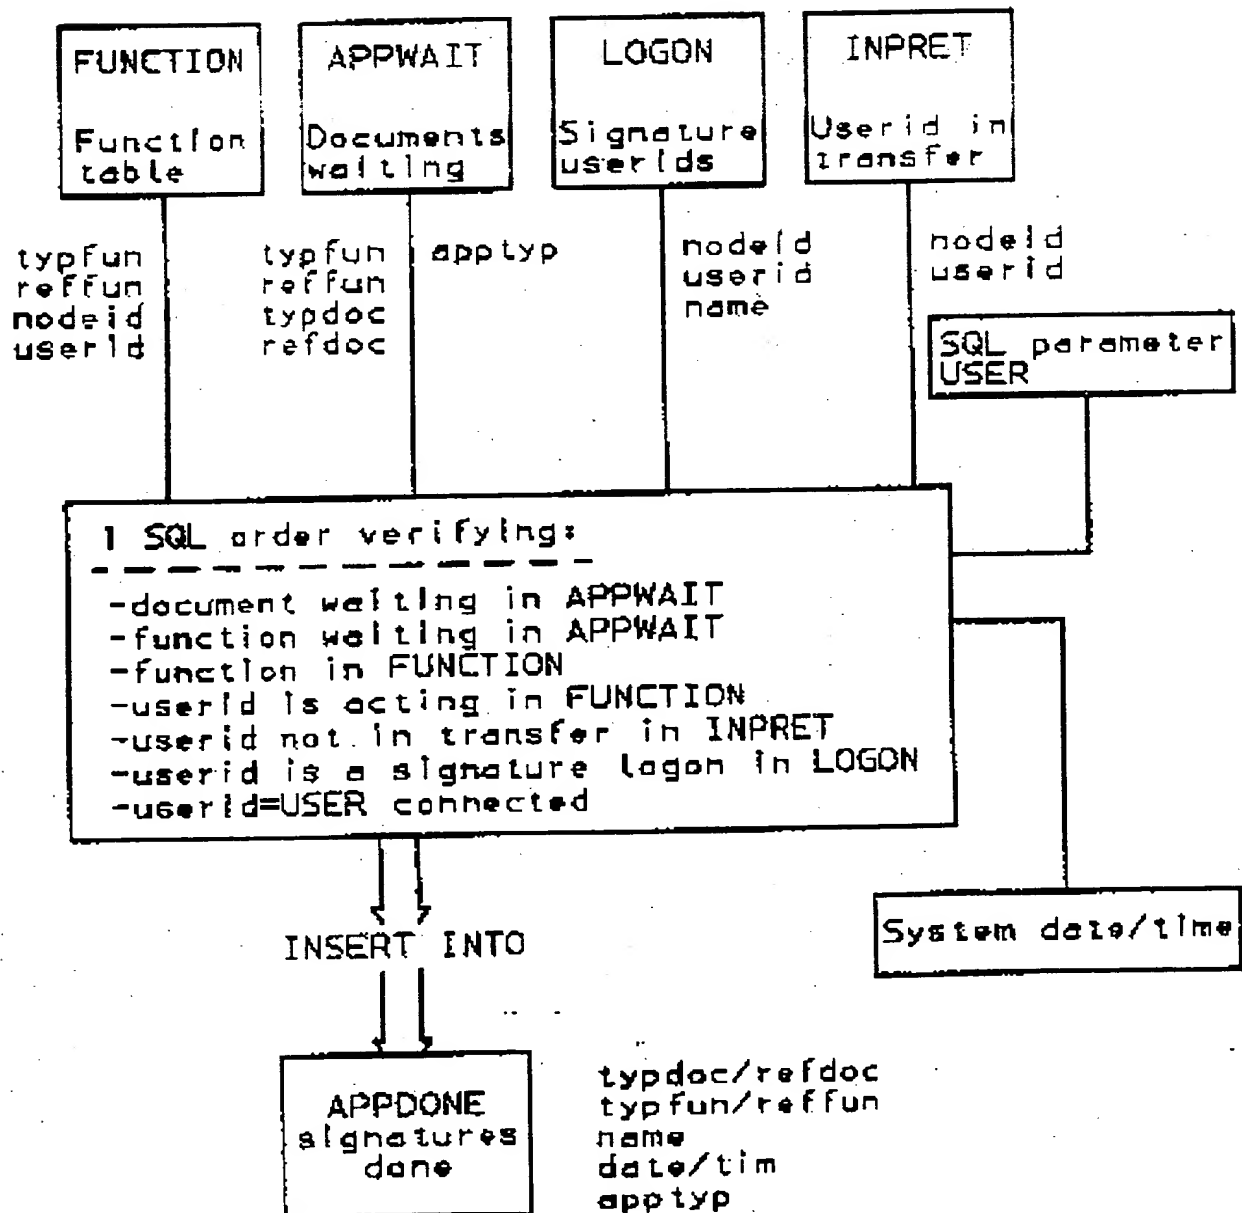 FUNCTION
Function
table
APPWAIT
Documents
waiting
LOGON
Signature
userids
INPRET
Userid in
transfer
typfun
reffun
nodeid
userid
typfun
reffun
typdoc
refdoc
apptyp
nodeid
userid
name
nodeid
userid
SQL parameter
USER
1 SQL order verifying:
-document waiting in APPWAIT
-function waiting in APPWAIT
-function in FUNCTION
-userid is acting in FUNCTION
-userid not in transfer in INPRET
-userid is a signature logon in LOGON
-userid=USER connected
System date/time
INSERT INTO
APPDONE
signatures
done
typdoc/refdoc
typfun/reffun
name
date/tim
apptyp